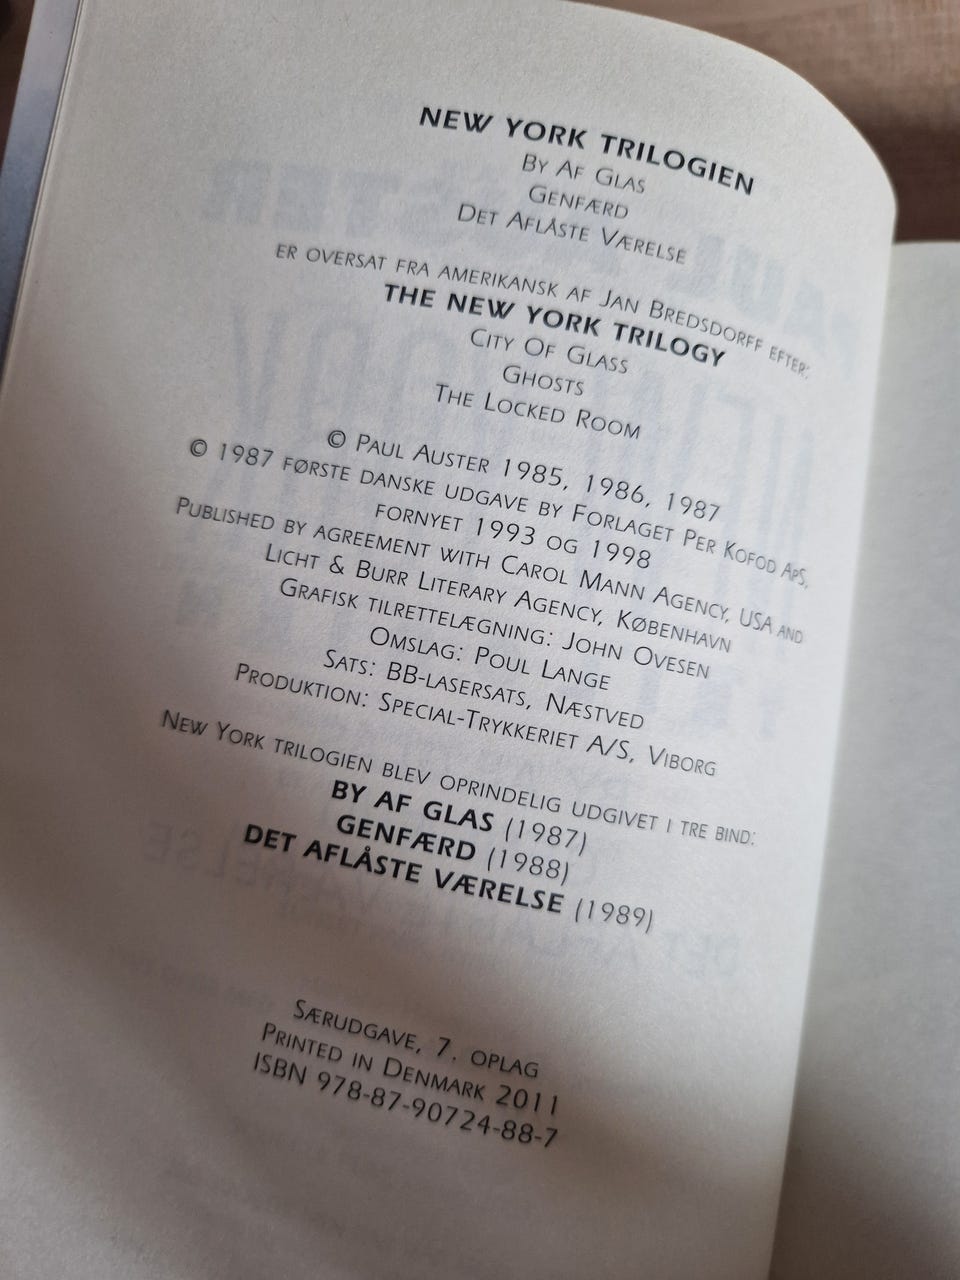 NEW YORK TRILOGIEN
BY AF GLAS
GENFÆRD
DET AFLÅSTE VÆRELSE
ER OVERSAT FRA AMERIKANSK AF JAN BREDSDORFF EFTER:
THE NEW YORK TRILOGY
CITY OF GLASS
GHOSTS
THE LOCKED ROOM
© PAUL AUSTER 1985, 1986, 1987
© 1987 FØRSTE DANSKE UDGAVE BY FORLAGET PER KOFOD APS,
FORNYET 1993 OG 1998
PUBLISHED BY AGREEMENT WITH CAROL MANN AGENCY, USA AND
LICHT & BURR LITERARY AGENCY, KØBENHAVN
GRAFISK TILRETTELÆGNING: JOHN OVESEN
OMSLAG: POUL LANGE
SATS: BB-LASERSATS, NÆSTVED
PRODUKTION: SPECIAL-TRYKKERIET A/S, VIBORG
NEW YORK TRILOGIEN BLEV OPRINDELIG UDGIVET I TRE BIND:
BY AF GLAS (1987)
GENFÆRD (1988)
DET AFLÅSTE VÆRELSE (1989)
SÆRUDGAVE, 7. OPLAG
PRINTED IN DENMARK 2011
ISBN 978-87-90724-88-7